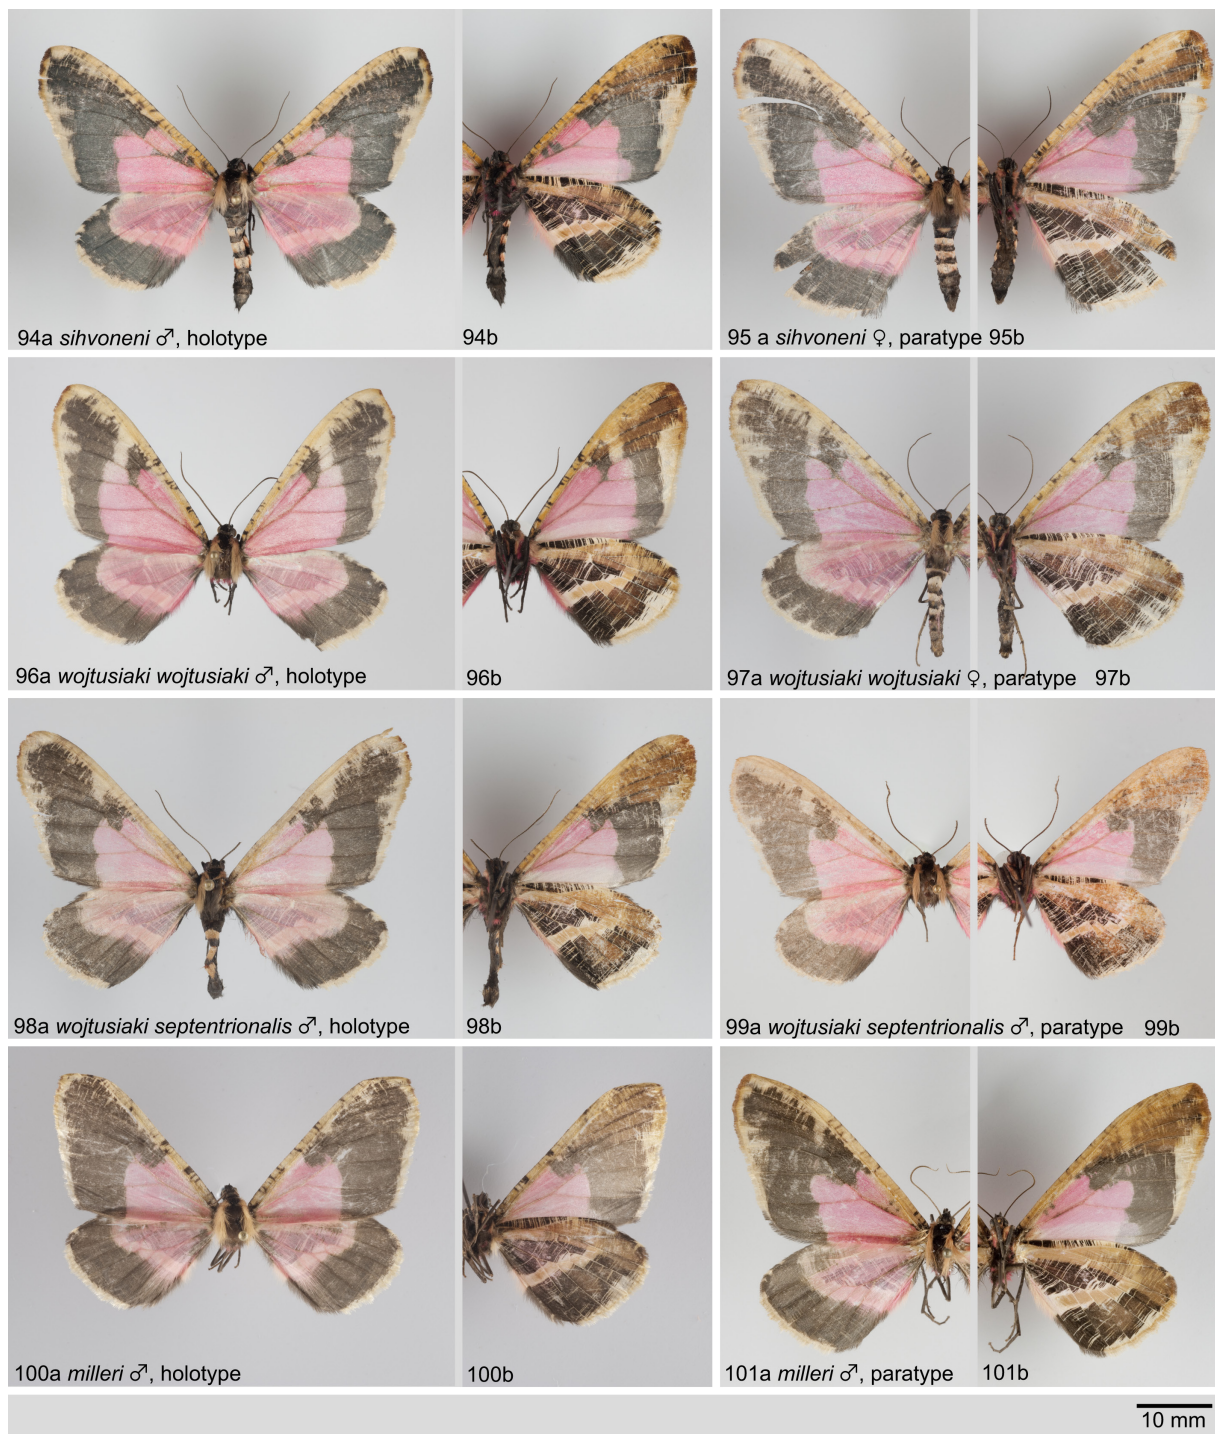 94a sihvoneni ♂, holotype
94b
95 a sihvoneni ♀, paratype 95b
96a wojtusiaki wojtusiaki ♂, holotype
96b
97a wojtusiaki wojtusiaki ♀, paratype 97b
98a wojtusiaki septentrionalis ♂, holotype
98b
99a wojtusiaki septentrionalis ♂, paratype 99b
100a milleri ♂, holotype
100b
101a milleri ♂, paratype
101b
10 mm